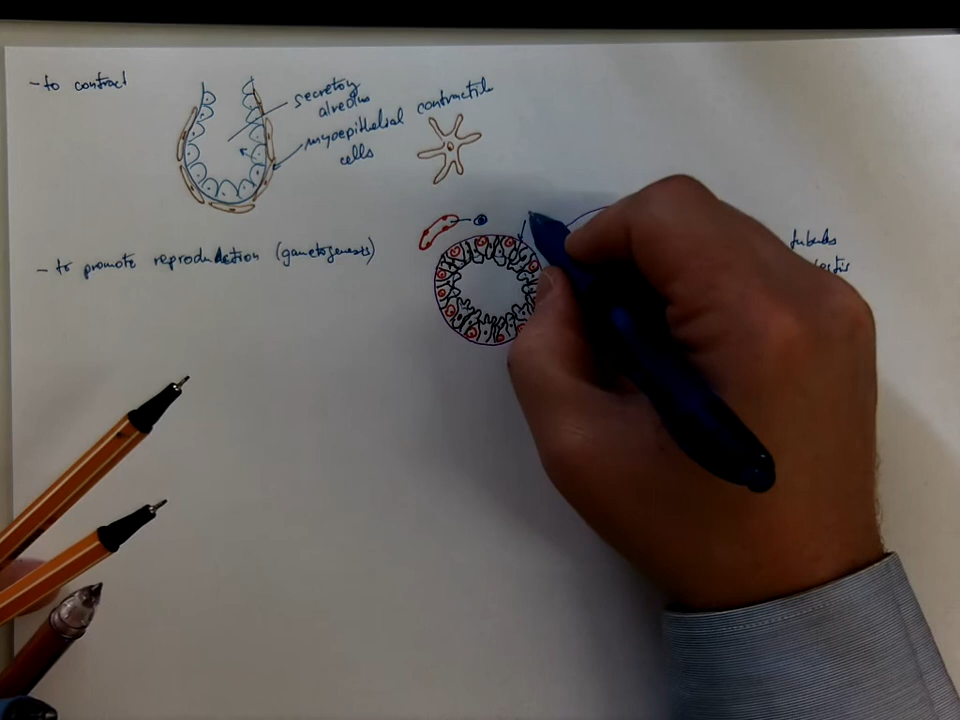 - to contract
secretory
alveolus
myoepithelial contractile
cells
- to promote reproduction (gametogenesis)
tubules